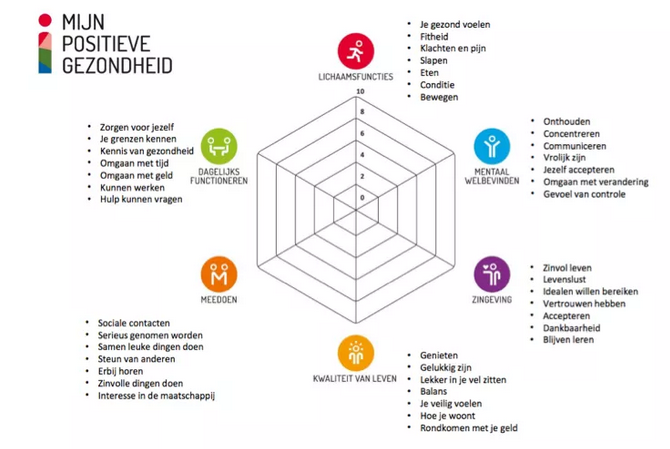 MIJN
POSITIEVE
GEZONDHEID
LICHAAMSFUNCTIES
• Je gezond voelen
• Fitheid
• Klachten en pijn
• Slapen
• Eten
• Conditie
• Bewegen
10
8
6
4
2
0
MENTAAL
WELBEVINDEN
• Onthouden
• Concentreren
• Communiceren
• Vrolijk zijn
• Jezelf accepteren
• Omgaan met verandering
• Gevoel van controle
ZINGEVING
• Zinvol leven
• Levenslust
• Idealen willen bereiken
• Vertrouwen hebben
• Accepteren
• Dankbaarheid
• Blijven leren
KWALITEIT VAN LEVEN
• Genieten
• Gelukkig zijn
• Lekker in je vel zitten
• Balans
• Je veilig voelen
• Hoe je woont
• Rondkomen met je geld
MEEDOEN
• Sociale contacten
• Serieus genomen worden
• Samen leuke dingen doen
• Steun van anderen
• Erbij horen
• Zinvolle dingen doen
• Interesse in de maatschappij
DAGELIJKS
FUNCTIONEREN
• Zorgen voor jezelf
• Je grenzen kennen
• Kennis van gezondheid
• Omgaan met tijd
• Omgaan met geld
• Kunnen werken
• Hulp kunnen vragen